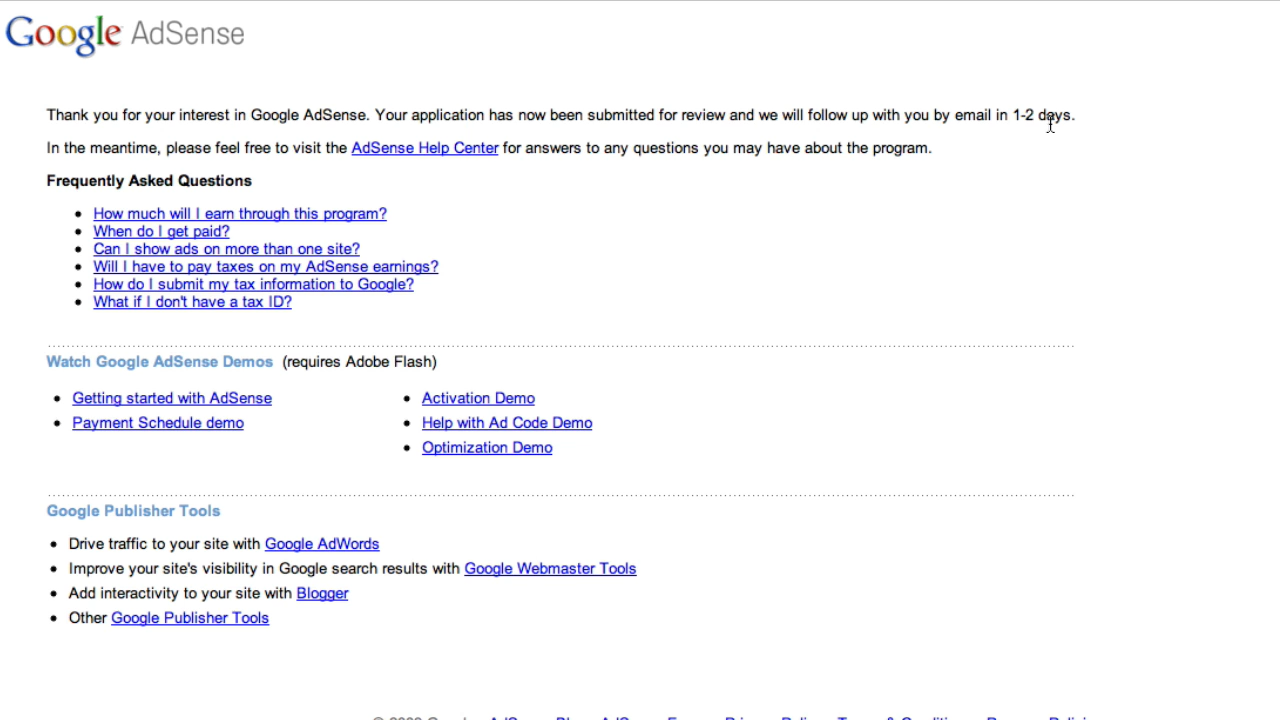 Google AdSense
Thank you for your interest in Google AdSense. Your application has now been submitted for review and we will follow up with you by email in 1-2 days.
In the meantime, please feel free to visit the AdSense Help Center for answers to any questions you may have about the program.
Frequently Asked Questions
How much will I earn through this program?
When do I get paid?
Can I show ads on more than one site?
Will I have to pay taxes on my AdSense earnings?
How do I submit my tax information to Google?
What if I don't have a tax ID?
Watch Google AdSense Demos (requires Adobe Flash)
Getting started with AdSense
Payment Schedule demo
Activation Demo
Help with Ad Code Demo
Optimization Demo
Google Publisher Tools
Drive traffic to your site with Google AdWords
Improve your site's visibility in Google search results with Google Webmaster Tools
Add interactivity to your site with Blogger
Other Google Publisher Tools